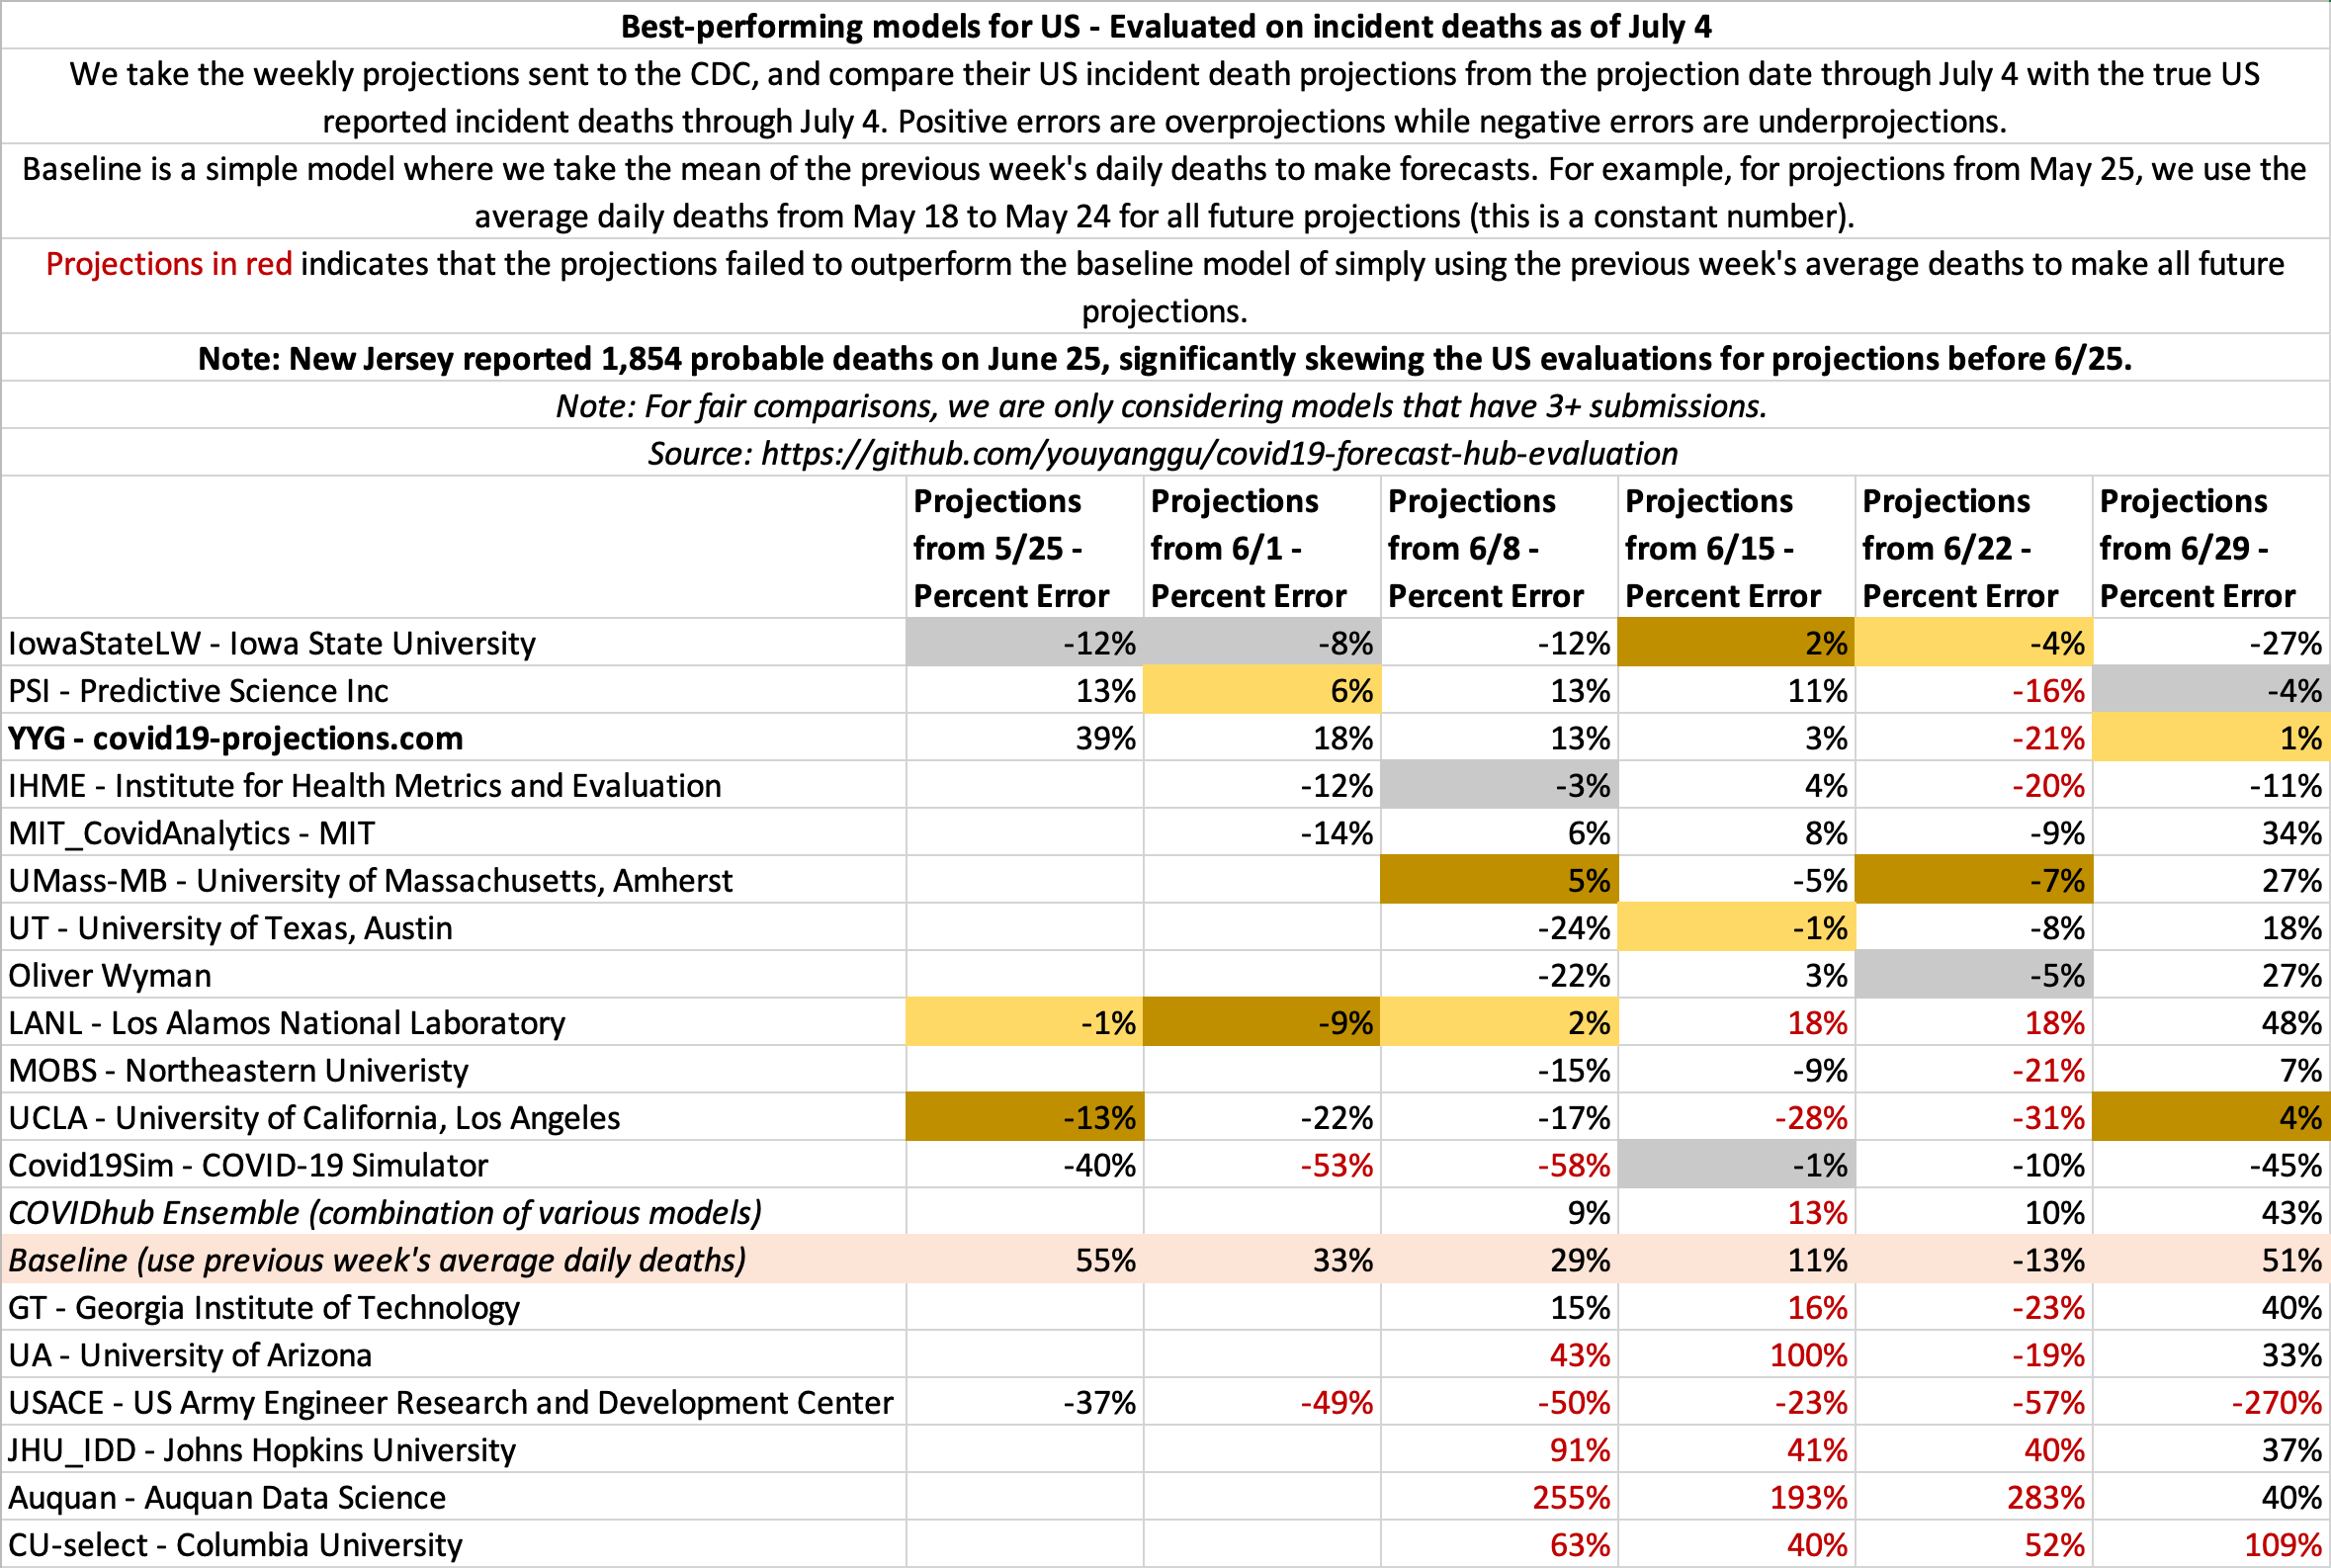 Best-performing models for US - Evaluated on incident deaths as of July 4
We take the weekly projections sent to the CDC, and compare their US incident death projections from the projection date through July 4 with the true US
reported incident deaths through July 4. Positive errors are overprojections while negative errors are underprojections.
Baseline is a simple model where we take the mean of the previous week's daily deaths to make forecasts. For example, for projections from May 25, we use the
average daily deaths from May 18 to May 24 for all future projections (this is a constant number).
Projections in red indicates that the projections failed to outperform the baseline model of simply using the previous week's average deaths to make all future
projections.
Note: New Jersey reported 1,854 probable deaths on June 25, significantly skewing the US evaluations for projections before 6/25.
Note: For fair comparisons, we are only considering models that have 3+ submissions.
Source: https://github.com/youyanggu/covid19-forecast-hub-evaluation
Projections Projections Projections Projections Projections Projections
from 5/25 - from 6/1 - from 6/8 - from 6/15 - from 6/22 - from 6/29 -
Percent Error Percent Error Percent Error Percent Error Percent Error Percent Error
IowaStateLW - Iowa State University -12% -8% -12% 2% -4% -27%
PSI - Predictive Science Inc 13% 6% 13% 11% -16% -4%
YYG - covid19-projections.com 39% 18% 13% 3% -21% 1%
IHME - Institute for Health Metrics and Evaluation -12% -3% 4% -20% -11%
MIT_CovidAnalytics - MIT -14% 6% 8% -9% 34%
UMass-MB - University of Massachusetts, Amherst 5% -5% -7% 27%
UT - University of Texas, Austin -24% -1% -8% 18%
Oliver Wyman -22% 3% -5% 27%
LANL - Los Alamos National Laboratory -1% -9% 2% 18% 18% 48%
MOBS - Northeastern Univeristy -15% -9% -21% 7%
UCLA - University of California, Los Angeles -13% -22% -17% -28% -31% 4%
Covid19Sim - COVID-19 Simulator -40% -53% -58% -1% -10% -45%
COVIDhub Ensemble (combination of various models) 9% 13% 10% 43%
Baseline (use previous week's average daily deaths) 55% 33% 29% 11% -13% 51%
GT - Georgia Institute of Technology 15% 16% -23% 40%
UA - University of Arizona 43% 100% -19% 33%
USACE - US Army Engineer Research and Development Center -37% -49% -50% -23% -57% -270%
JHU_IDD - Johns Hopkins University 91% 41% 40% 37%
Auquan - Auquan Data Science 255% 193% 283% 40%
CU-select - Columbia University 63% 40% 52% 109%